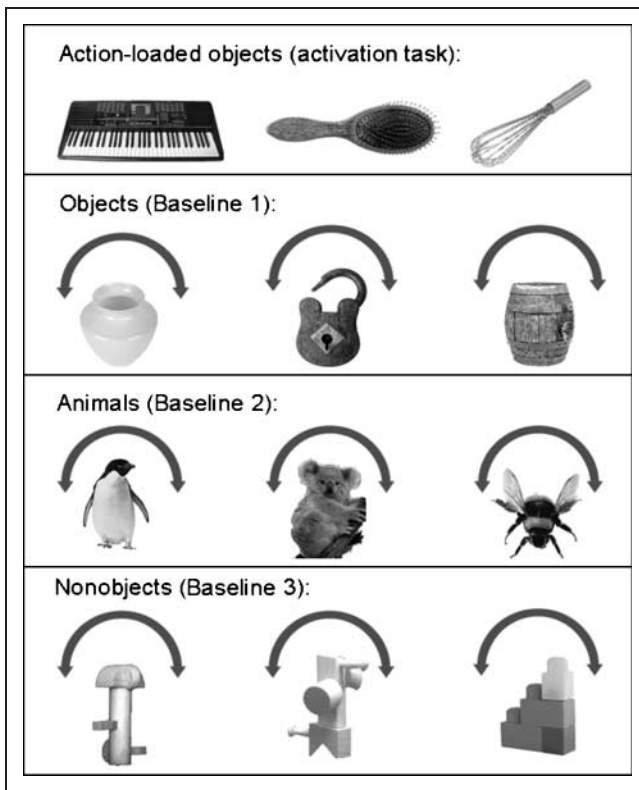 Action-loaded objects (activation task):
Objects (Baseline 1):
Animals (Baseline 2):
Nonobjects (Baseline 3):